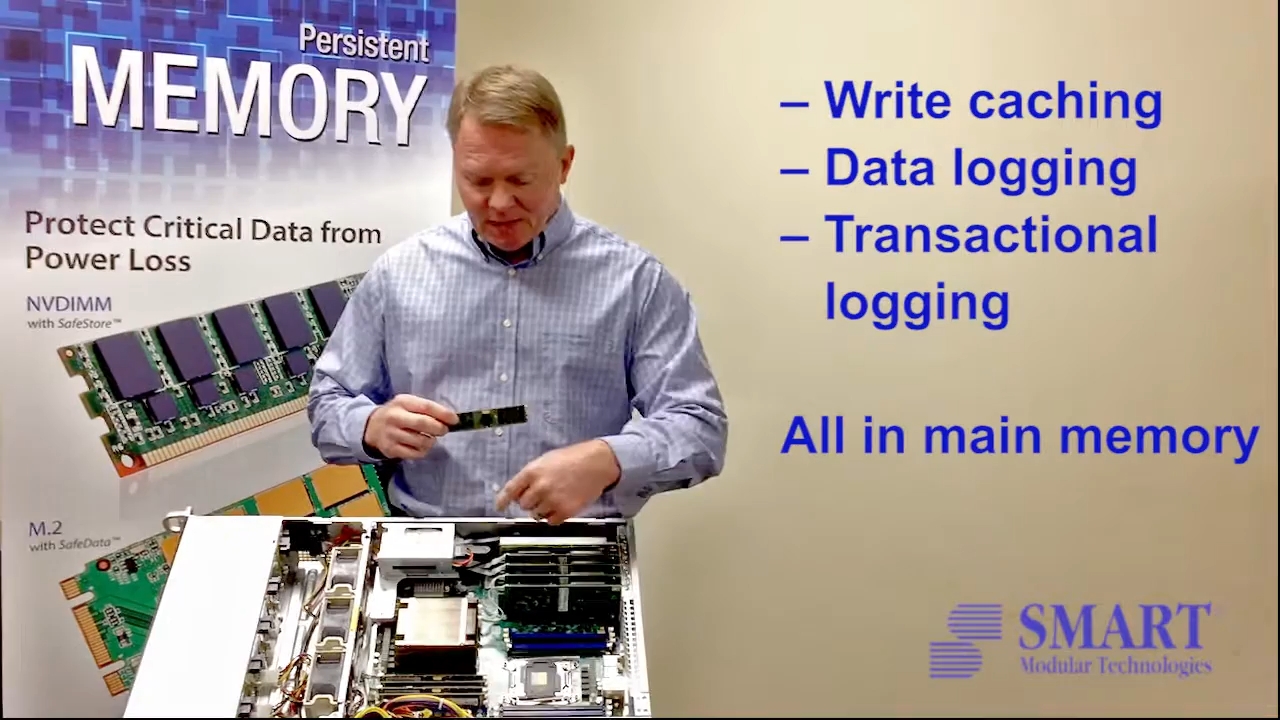 Persistent
MEMORY
Protect Critical Data from
Power Loss
NVDIMM
with SafeStore™
M.2
with SafeData™
– Write caching
– Data logging
– Transactional
logging
All in main memory
SMART
Modular Technologies